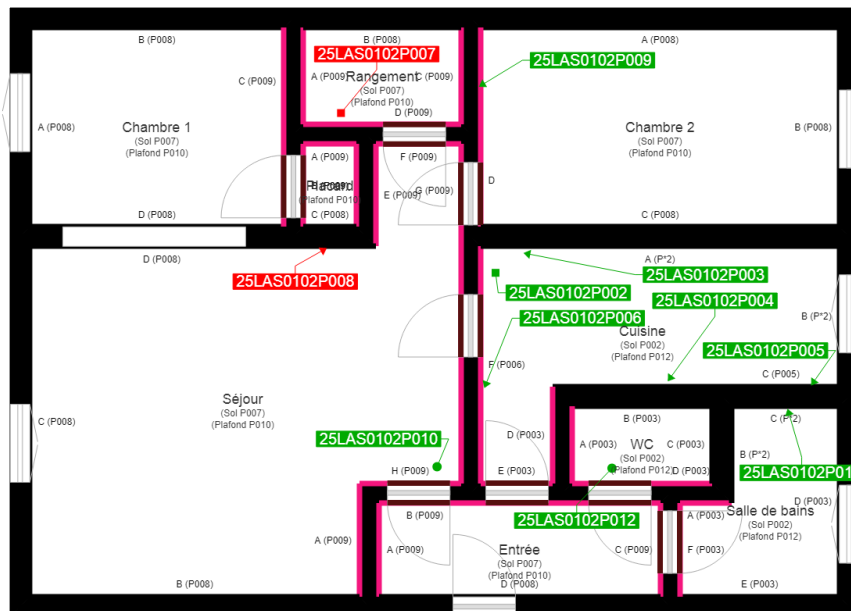 B (P008)
B (P008)
A (P008)
25LAS0102P007
25LAS0102P009
C (P009)
A (P009)
Rangement
C (P009)
(Sol P007)
(Plafond P010)
D (P009)
Chambre 1
(Sol P007)
(Plafond P010)
A (P008)
Chambre 2
(Sol P007)
(Plafond P010)
B (P008)
A (P009)
F (P009)
(Plafond P010)
C (P008)
E (P009)
G (P009)
D
D (P008)
C (P008)
D (P008)
25LAS0102P008
A (P*2)
25LAS0102P003
25LAS0102P002
25LAS0102P004
25LAS0102P006
Cuisine
(Sol P002)
(Plafond P012)
B (P*2)
25LAS0102P005
F (P006)
C (P005)
Séjour
(Sol P007)
(Plafond P010)
C (P008)
25LAS0102P010
H (P009)
D (P003)
E (P003)
B (P003)
A (P003)
WC
C (P003)
(Sol P002)
(Plafond P012)
D (P003)
25LAS0102P012
C (P*2)
B (P*2)
25LAS0102P01
D (P003)
Salle de bains
(Sol P002)
(Plafond P012)
A (P003)
F (P003)
E (P003)
B (P009)
A (P009)
A (P009)
Entrée
(Sol P007)
(Plafond P010)
C (P009)
D (P008)
B (P008)